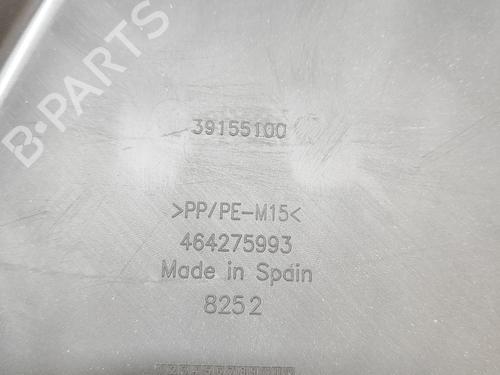 B-PARTS
39155100
>PP/PE-M15<
464275993
Made in Spain
8252